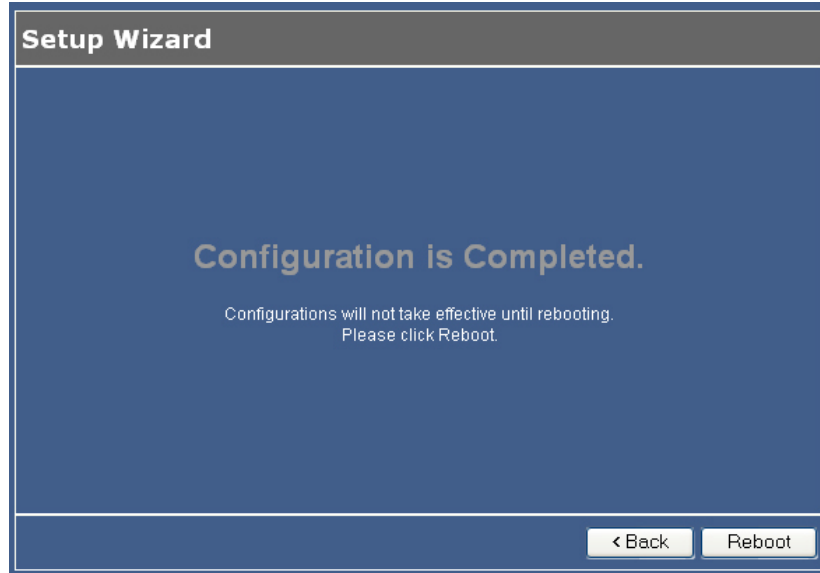 Setup Wizard
Configuration is Completed.
Configurations will not take effective until rebooting.
Please click Reboot.
< Back
Reboot